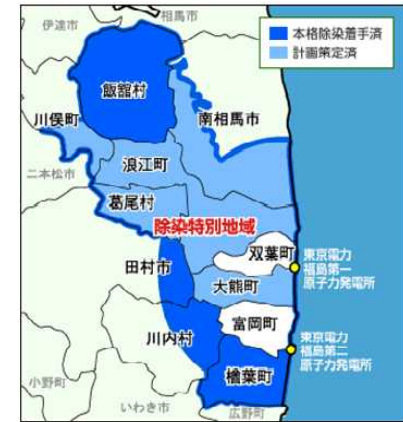 伊達市
相馬市
本格除染着手済
計画策定済
飯舘村
川俣町
南相馬市
二本松市
浪江町
葛尾村
除染特別地域
双葉町
田村市
東京電力
福島第一
原子力発電所
大熊町
富岡町
川内村
東京電力
福島第二
原子力発電所
楢葉町
小野町
いわき市
広野町